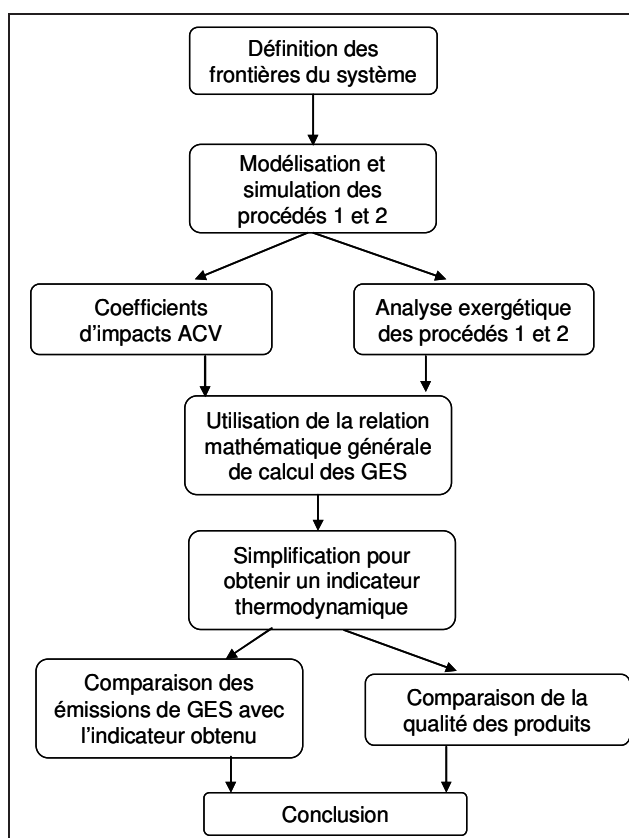 Définition des
frontières du système
Modélisation et
simulation des
procédés 1 et 2
Coefficients
d'impacts ACV
Analyse exergétique
des procédés 1 et 2
Utilisation de la relation
mathématique générale
de calcul des GES
Simplification pour
obtenir un indicateur
thermodynamique
Comparaison des
émissions de GES avec
l'indicateur obtenu
Comparaison de la
qualité des produits
Conclusion